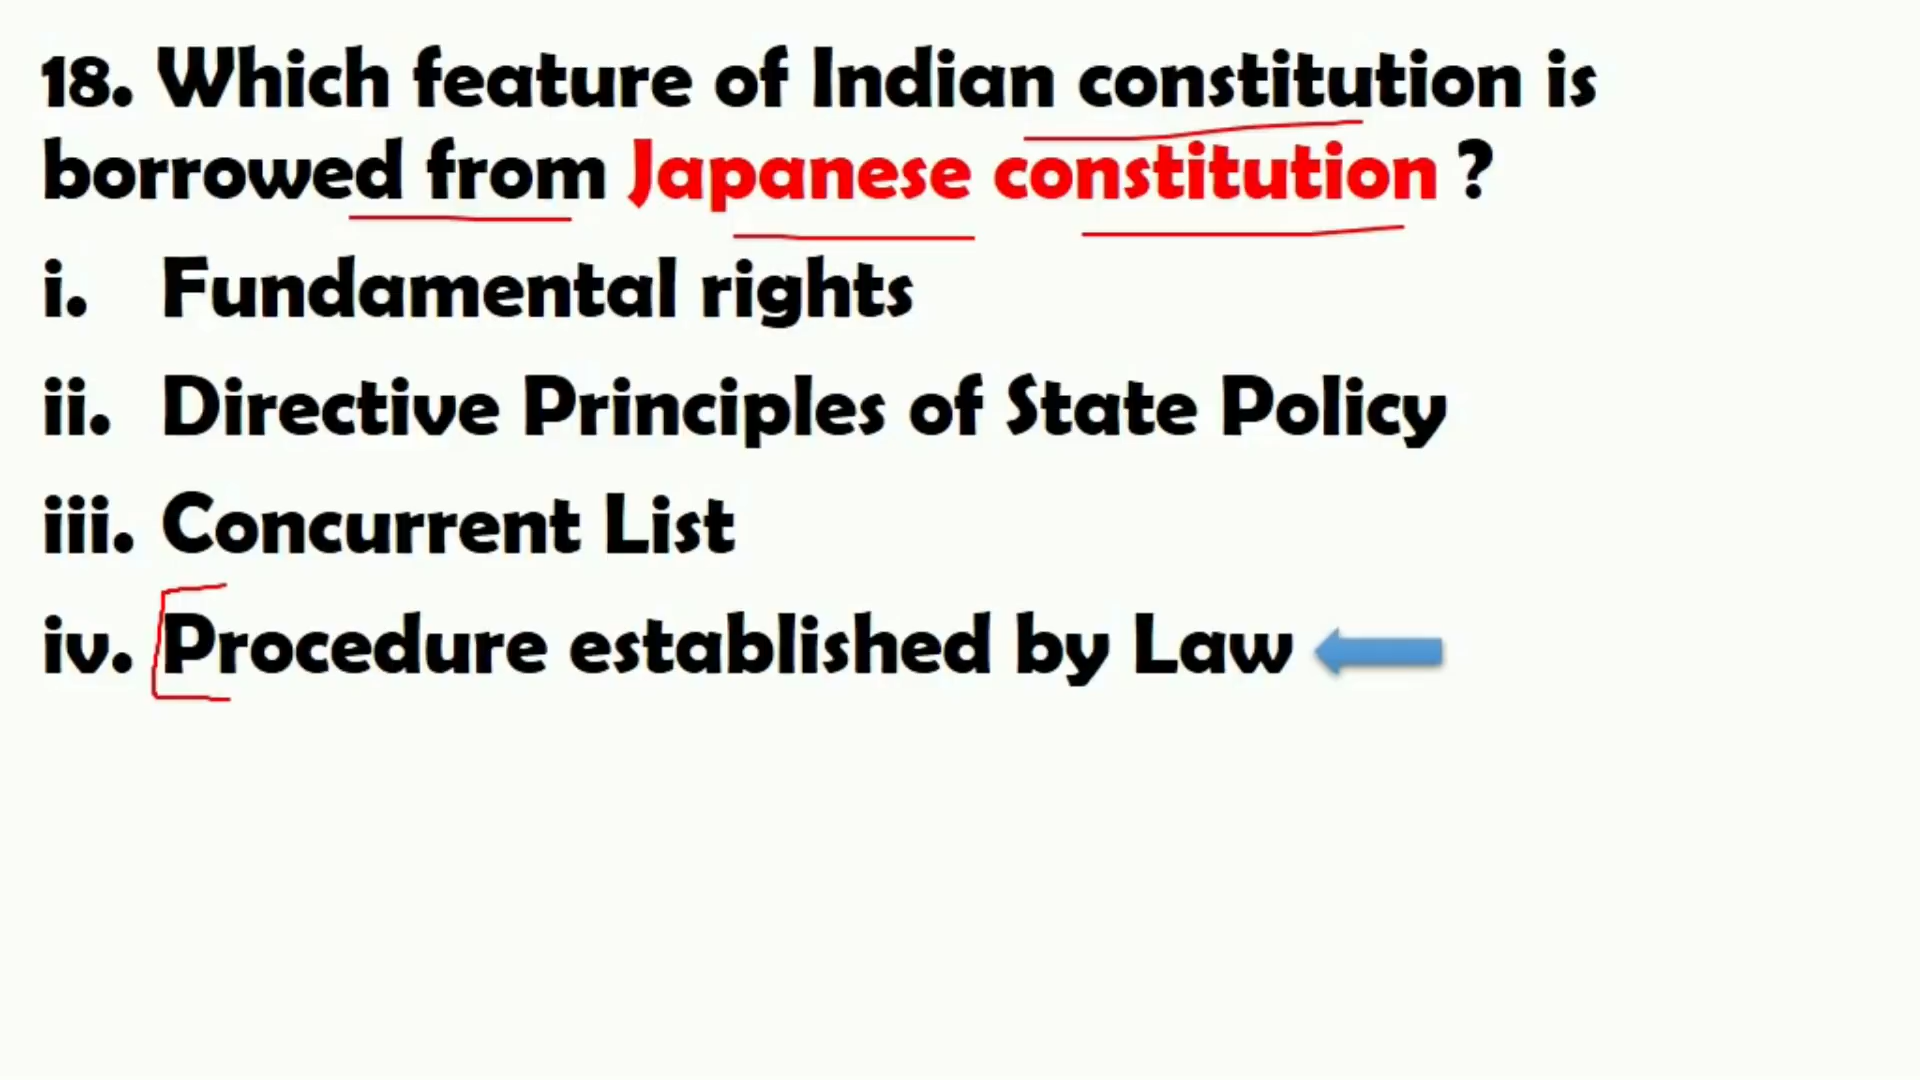 18. Which feature of Indian constitution is
borrowed from Japanese constitution ?
i. Fundamental rights
ii. Directive Principles of State Policy
iii. Concurrent List
iv. Procedure established by Law